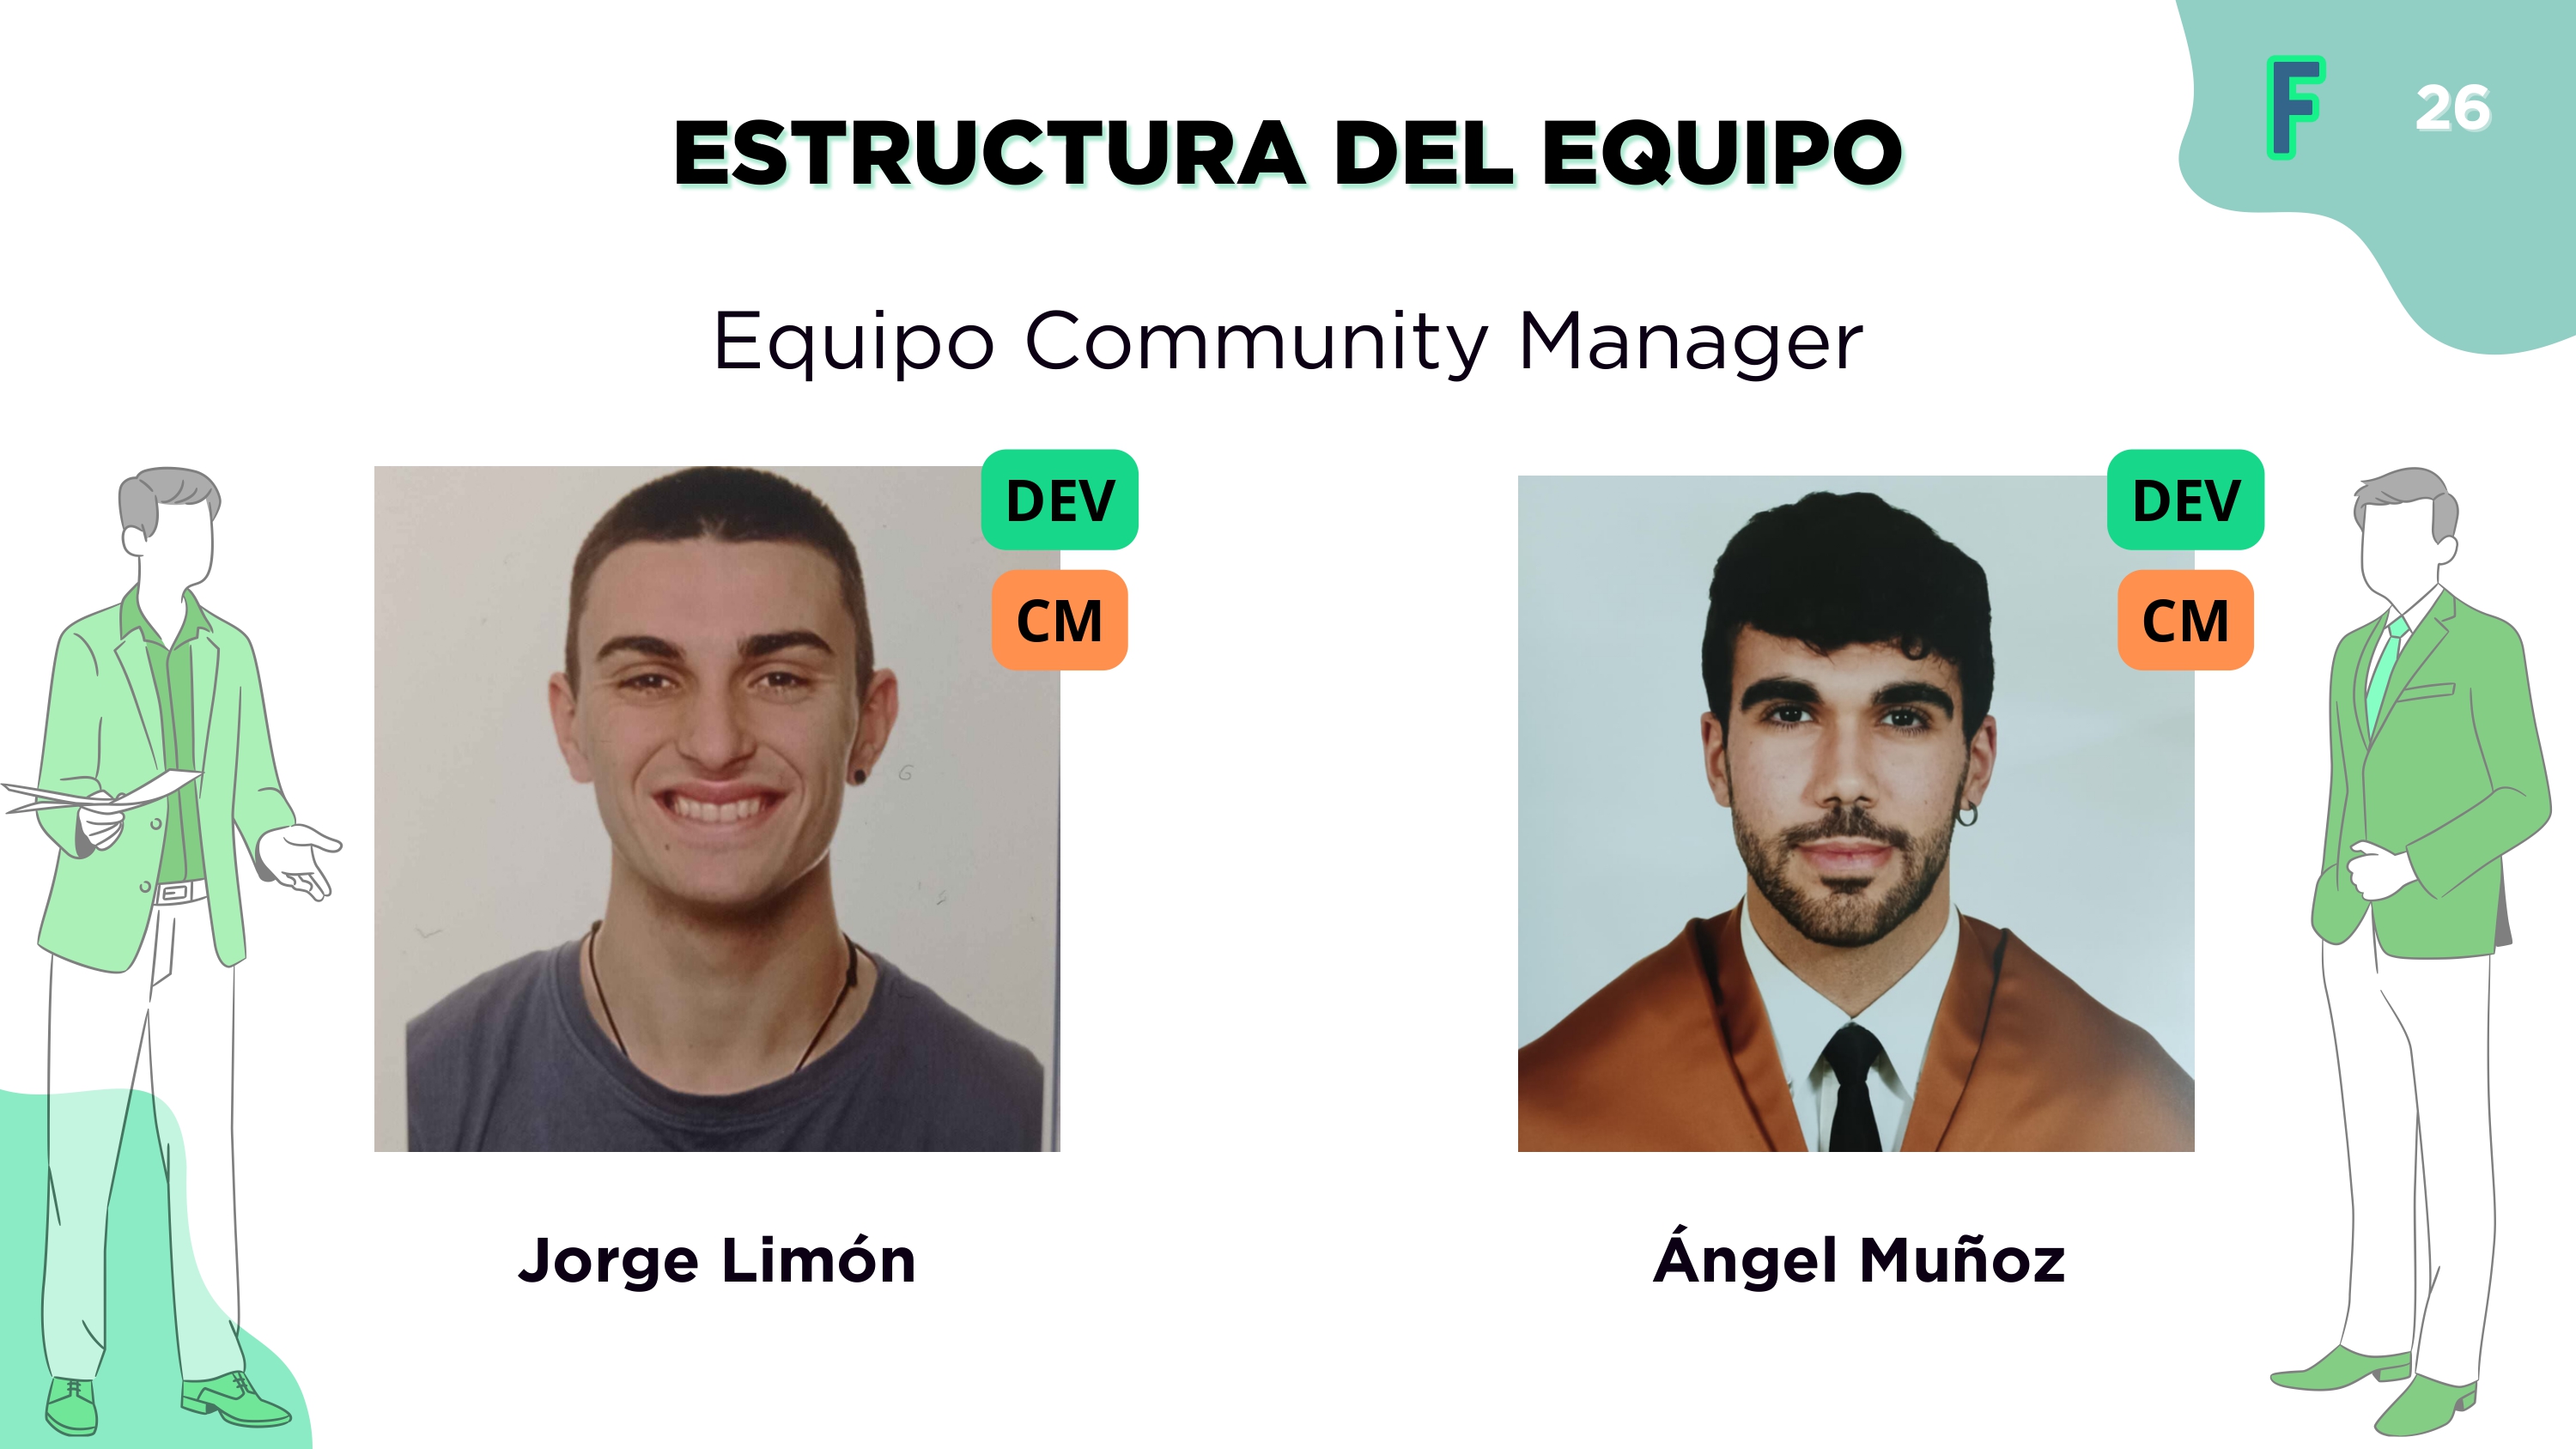 F
26
ESTRUCTURA DEL EQUIPO
Equipo Community Manager
DEV
DEV
CM
CM
Jorge Limón
Ángel Muñoz